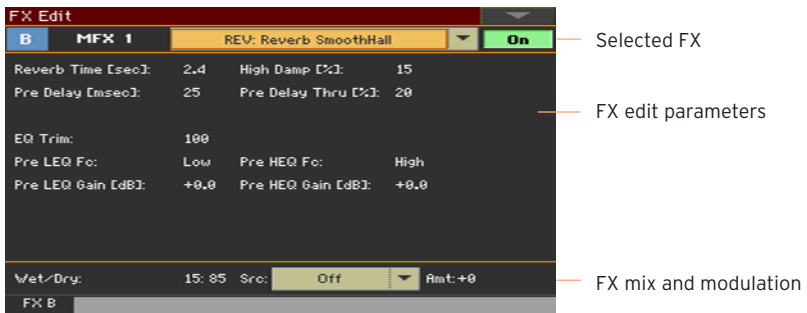 FX Edit
B MFX 1 REV: Reverb SmoothHall On
Selected FX
Reverb Time [sec]: 2.4 High Damp [%]: 15
Pre Delay [msec]: 25 Pre Delay Thru [%]: 20
FX edit parameters
EQ Trim: 100
Pre LEQ Fc: Low Pre HEQ Fc: High
Pre LEQ Gain [dB]: +0.0 Pre HEQ Gain [dB]: +0.0
Wet/Dry: 15: 85 Src: Off Amt:+0
FX mix and modulation
FX B